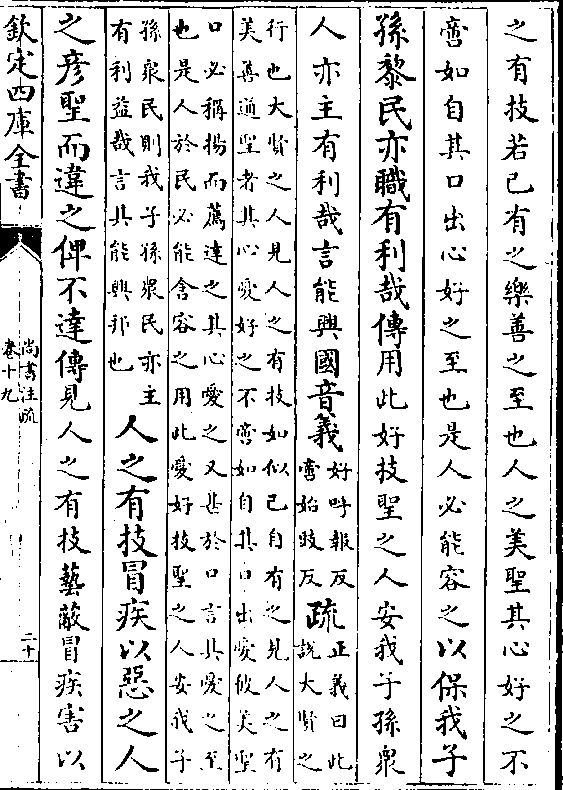 之有技若已有之樂善之至也人之美聖其心好之不
啻如自其口出心好之至也是人必能容之以保我子
孫黎民亦職有利哉傳用此好技聖之人安我子孫衆
人亦主有利哉言能興國音義
好呼報反
啻始豉反
疏
正義曰此
說大賢之
行也大賢之人見人之有技如似已自有之見人之有
美善通聖者其心愛好之不啻如自其口出愛彼美聖
口必稱揚而薦達之其心愛之又甚於口言其愛之至
也是人於民必能含容之用此愛好技聖之人安我子
孫衆民則我子孫衆民亦主
有利益哉言其能興邦也
人之有技冒疾以惡之人
之彦聖而違之俾不達傳見人之有技藝蔽冒疾害以
欽定四庫全書
尚書注疏
卷十九
二十